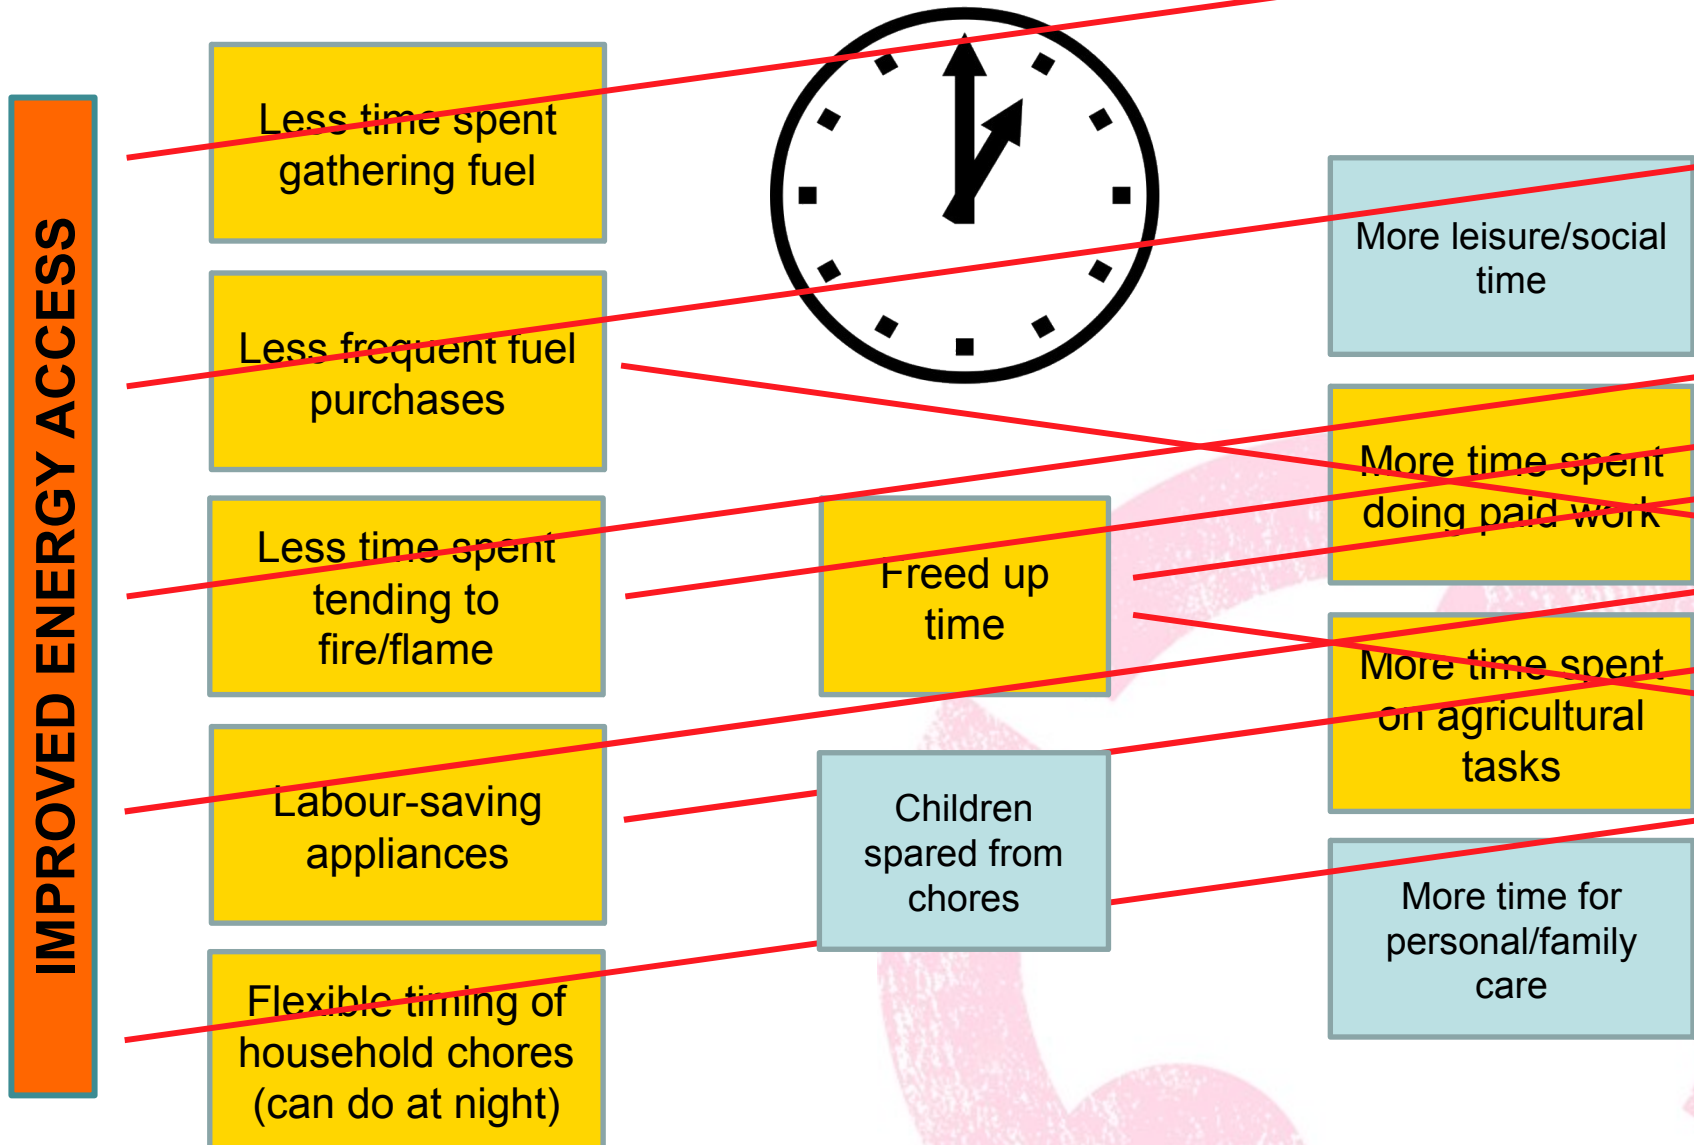 IMPROVED ENERGY ACCESS
Less time spent
gathering fuel
Less frequent fuel
purchases
Less time spent
tending to
fire/flame
Labour-saving
appliances
Flexible timing of
household chores
(can do at night)
Freed up
time
Children
spared from
chores
More leisure/social
time
More time spent
doing paid work
More time spent
on agricultural
tasks
More time for
personal/family
care